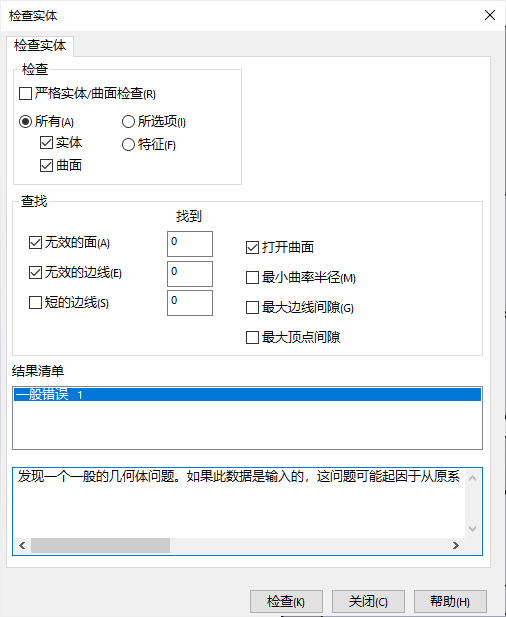 检查实体
检查实体
检查
严格实体/曲面检查(R)
所有(A) 所选项(I)
实体 特征(F)
曲面
查找
找到
无效的面(A) 0 打开曲面
无效的边线(E) 0 最小曲率半径(M)
短的边线(S) 0 最大边线间隙(G)
最大顶点间隙
结果清单
一般错误 1
发现一个一般的几何体问题。如果此数据是输入的，这问题可能起因于从原系
检查(K) 关闭(C) 帮助(H)